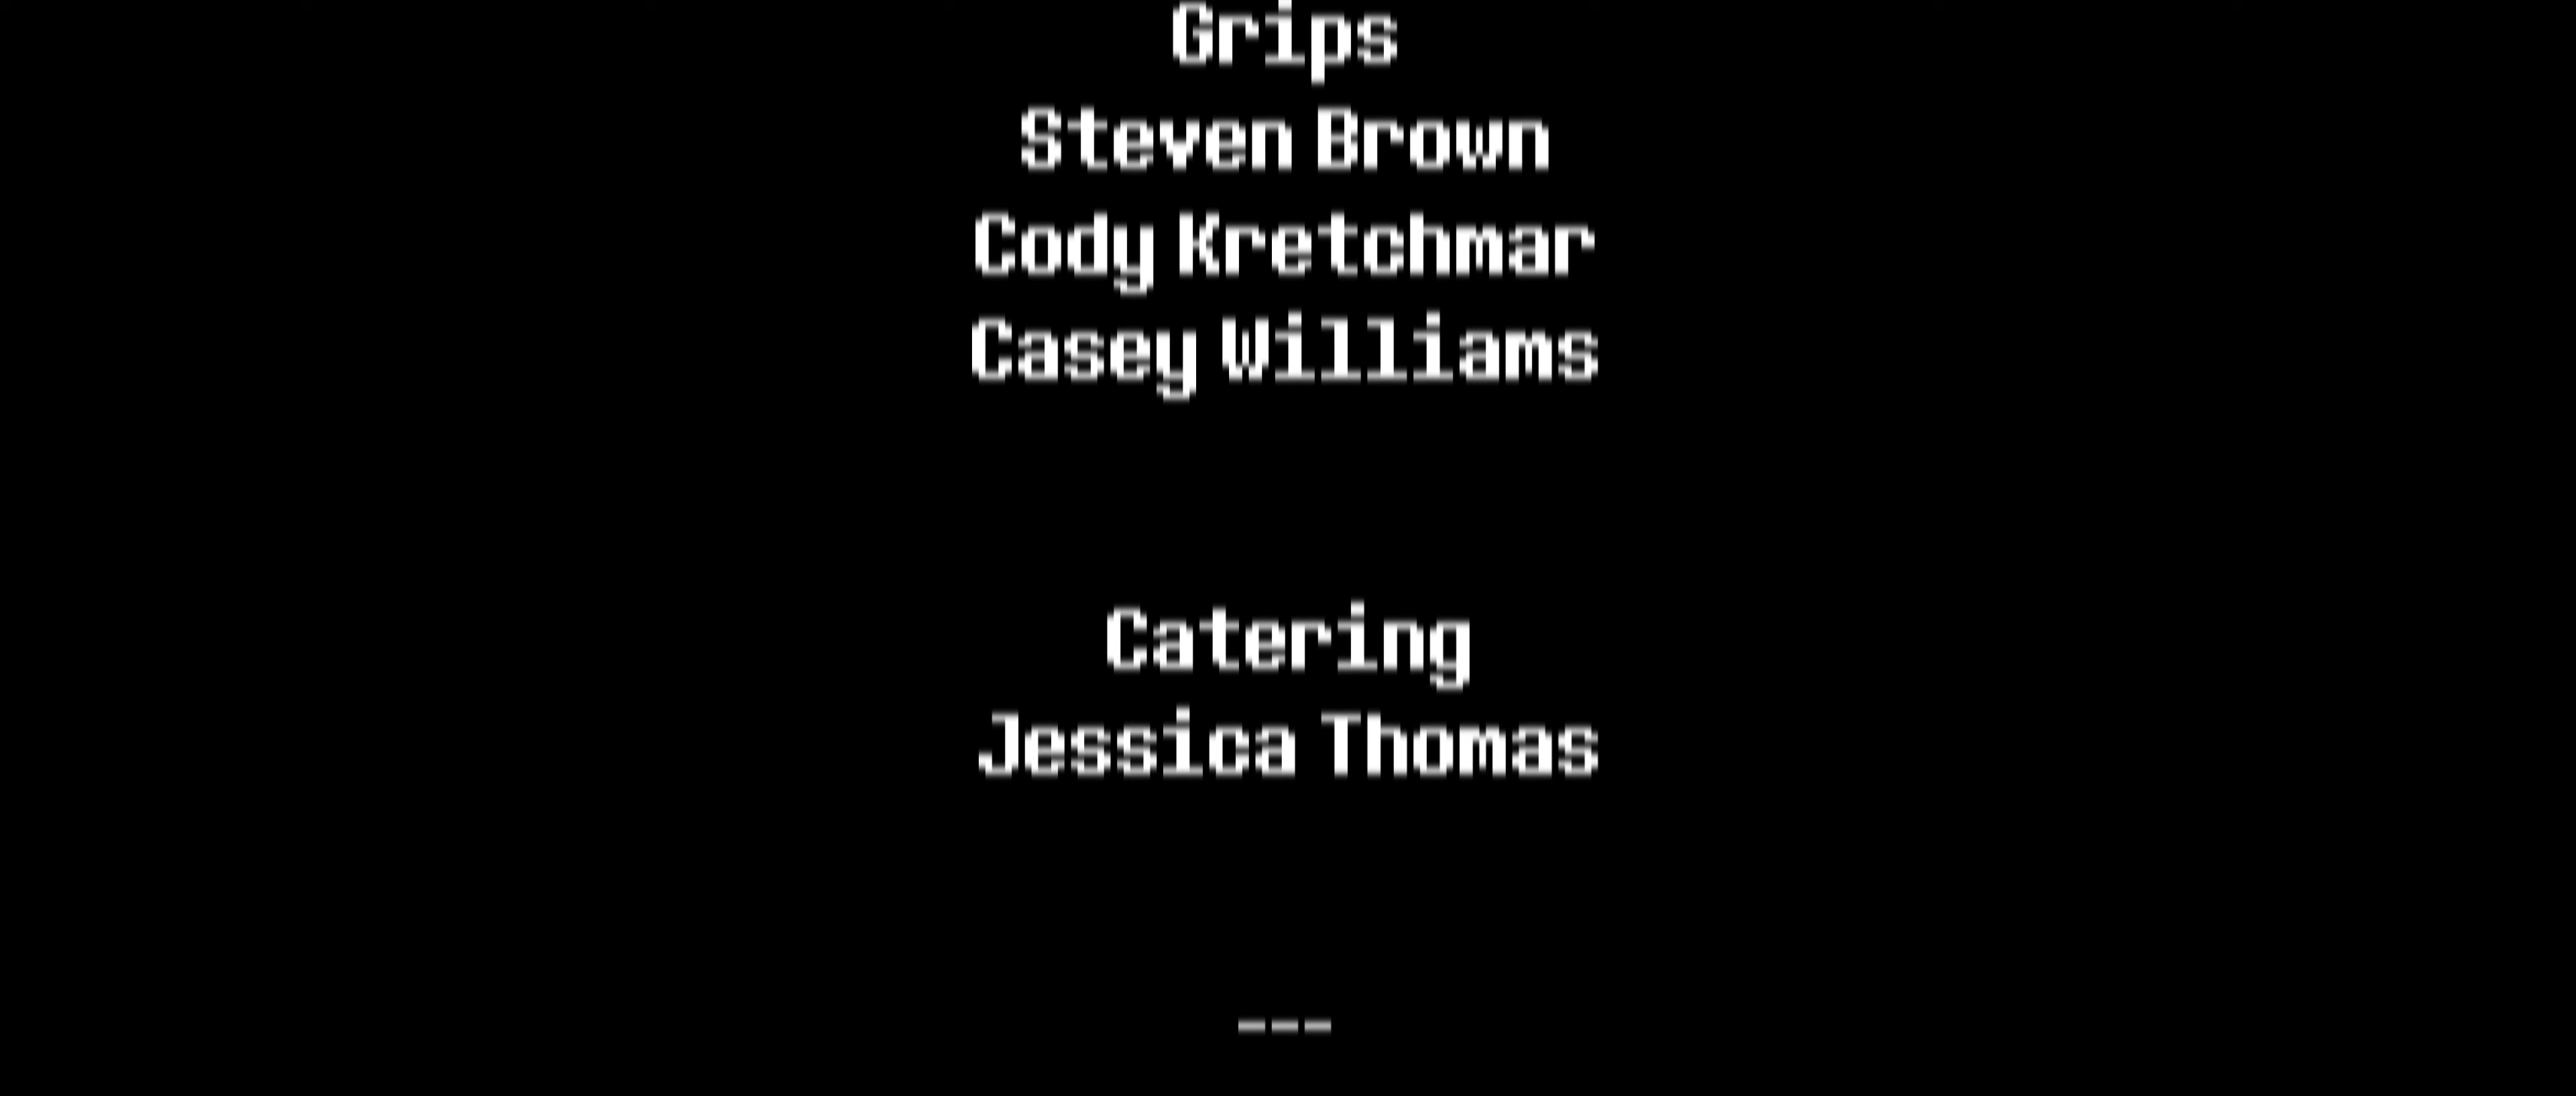 Grips
Steven Brown
Cody Kretchmar
Casey Williams
Catering
Jessica Thomas
---